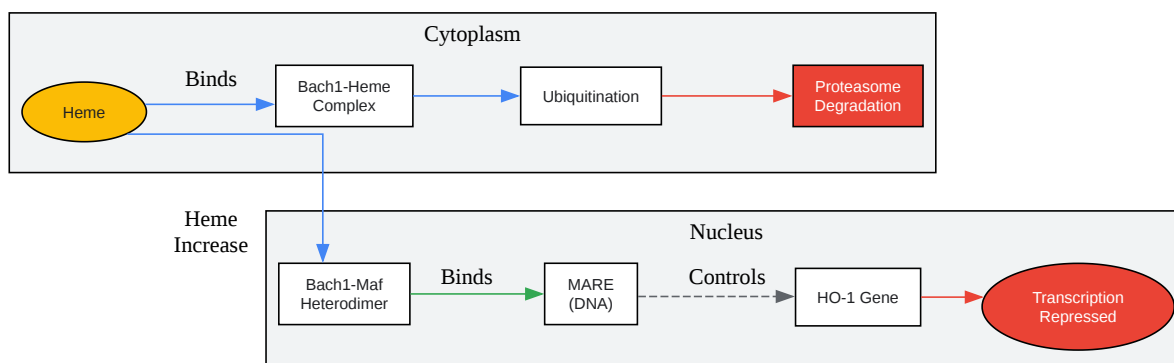 Cytoplasm
Binds
Heme
Bach1-Heme
Complex
Ubiquitination
Proteasome
Degradation
Heme
Increase
Nucleus
Bach1-Maf
Heterodimer
Binds
MARE
(DNA)
Controls
HO-1 Gene
Transcription
Repressed